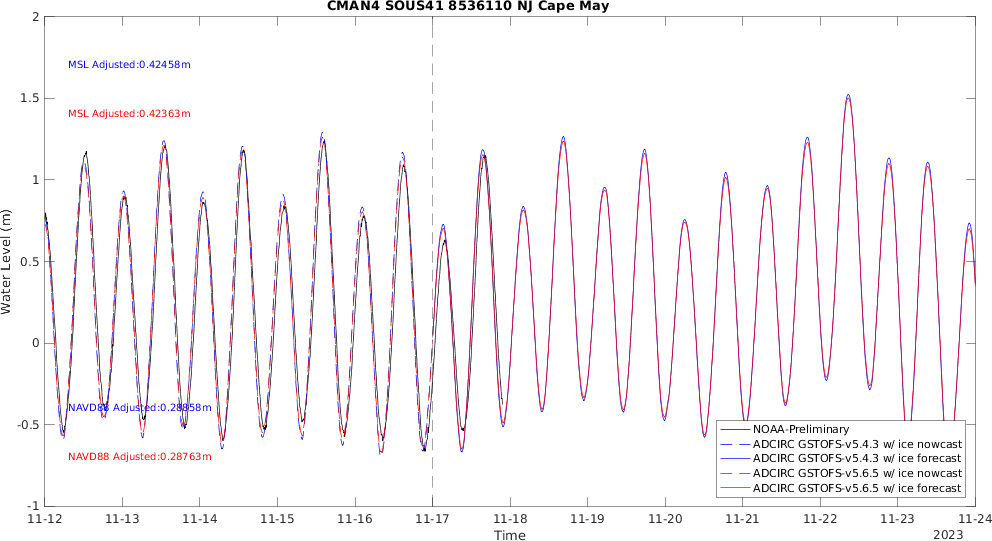 CMAN4 SOUS41 8536110 NJ Cape May
2
MSL Adjusted:0.42458m
1.5
MSL Adjusted:0.42363m
1
Water Level (m)
0.5
0
NAVD88 Adjusted:0.28858m
-0.5
NOAA-Preliminary
ADCIRC GSTOFS-v5.4.3 w/ ice nowcast
NAVD88 Adjusted:0.28763m
ADCIRC GSTOFS-v5.4.3 w/ ice forecast
ADCIRC GSTOFS-v5.6.5 w/ ice nowcast
ADCIRC GSTOFS-v5.6.5 w/ ice forecast
-1
11-12 11-13 11-14 11-15 11-16 11-17 11-18 11-19 11-20 11-21 11-22 11-23 11-24
Time
2023